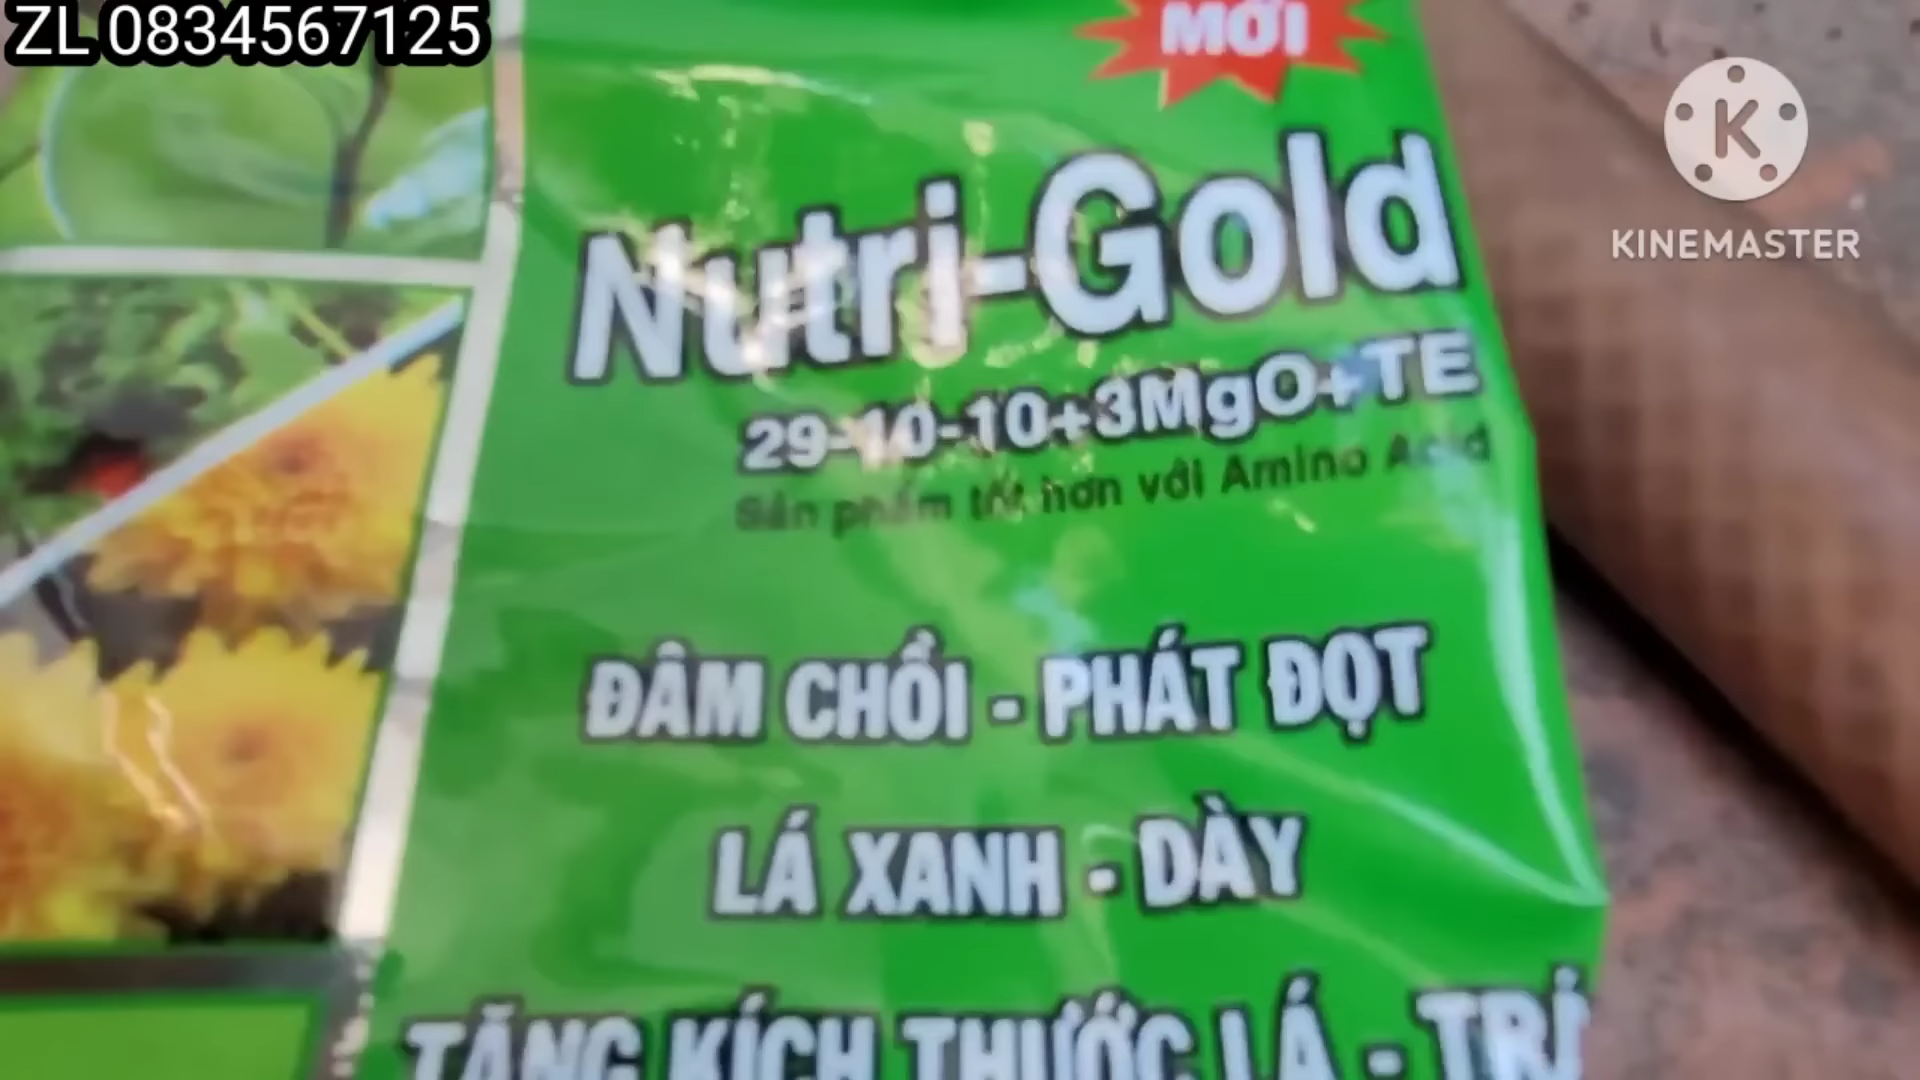 ZL 0834567125
MỚI
KINEMASTER
Nutri-Gold
29-10-10+3MgO+TE
Sản phẩm tốt hơn với Amino Acid
ĐÂM CHỒI - PHÁT ĐỌT
LÁ XANH - DÀY
TĂNG KÍCH THƯỚC LÁ -